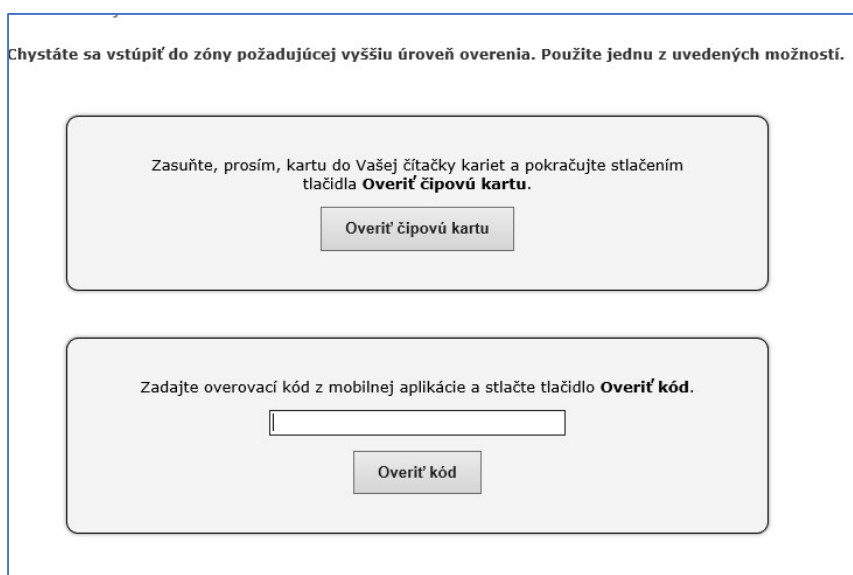 Chystáte sa vstúpiť do zóny požadujúcej vyššiu úroveň overenia. Použite jednu z uvedených možností.
Zasuňte, prosím, kartu do Vašej čítačky kariet a pokračujte stlačením
tlačidla Overiť čipovú kartu.
Overiť čipovú kartu
Zadajte overovací kód z mobilnej aplikácie a stlačte tlačidlo Overiť kód.
Overiť kód